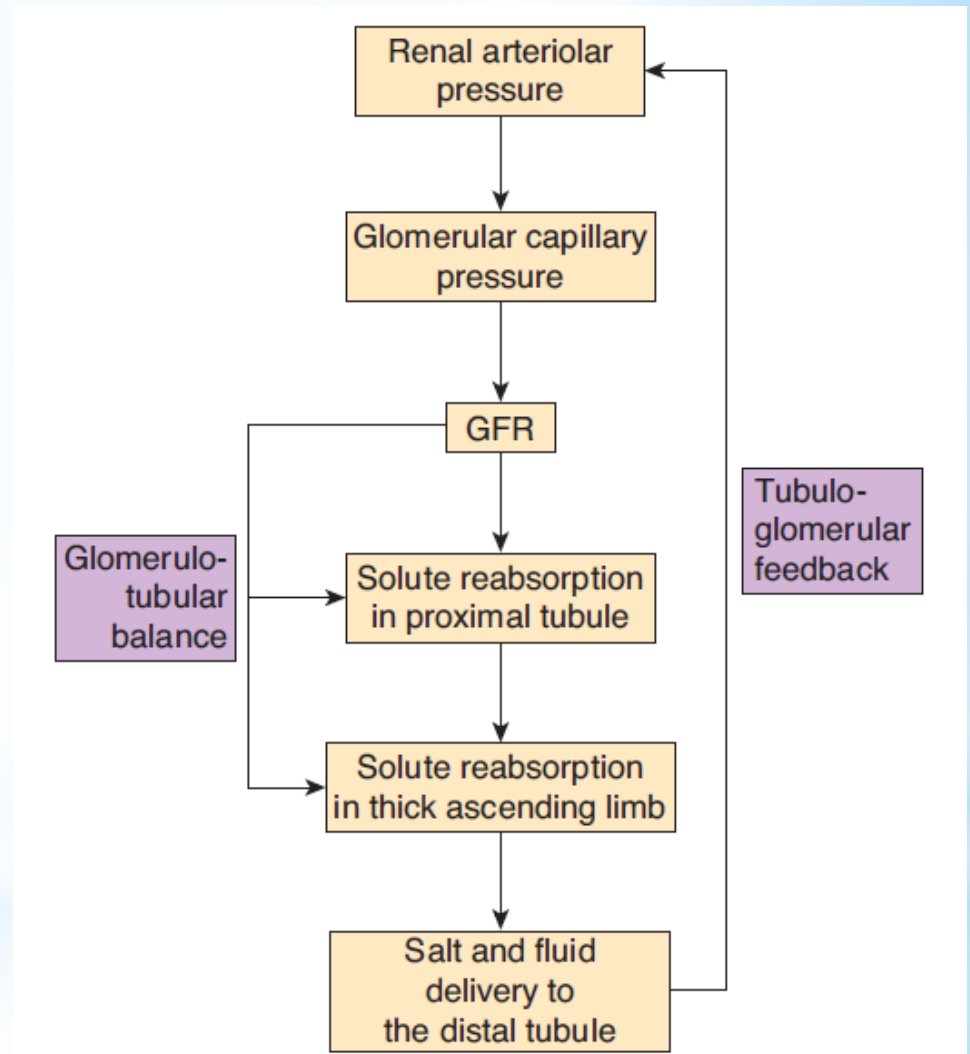 Renal arteriolar
pressure
Glomerular capillary
pressure
GFR
Glomerulo-
tubular
balance
Tubulo-
glomerular
feedback
Solute reabsorption
in proximal tubule
Solute reabsorption
in thick ascending limb
Salt and fluid
delivery to
the distal tubule